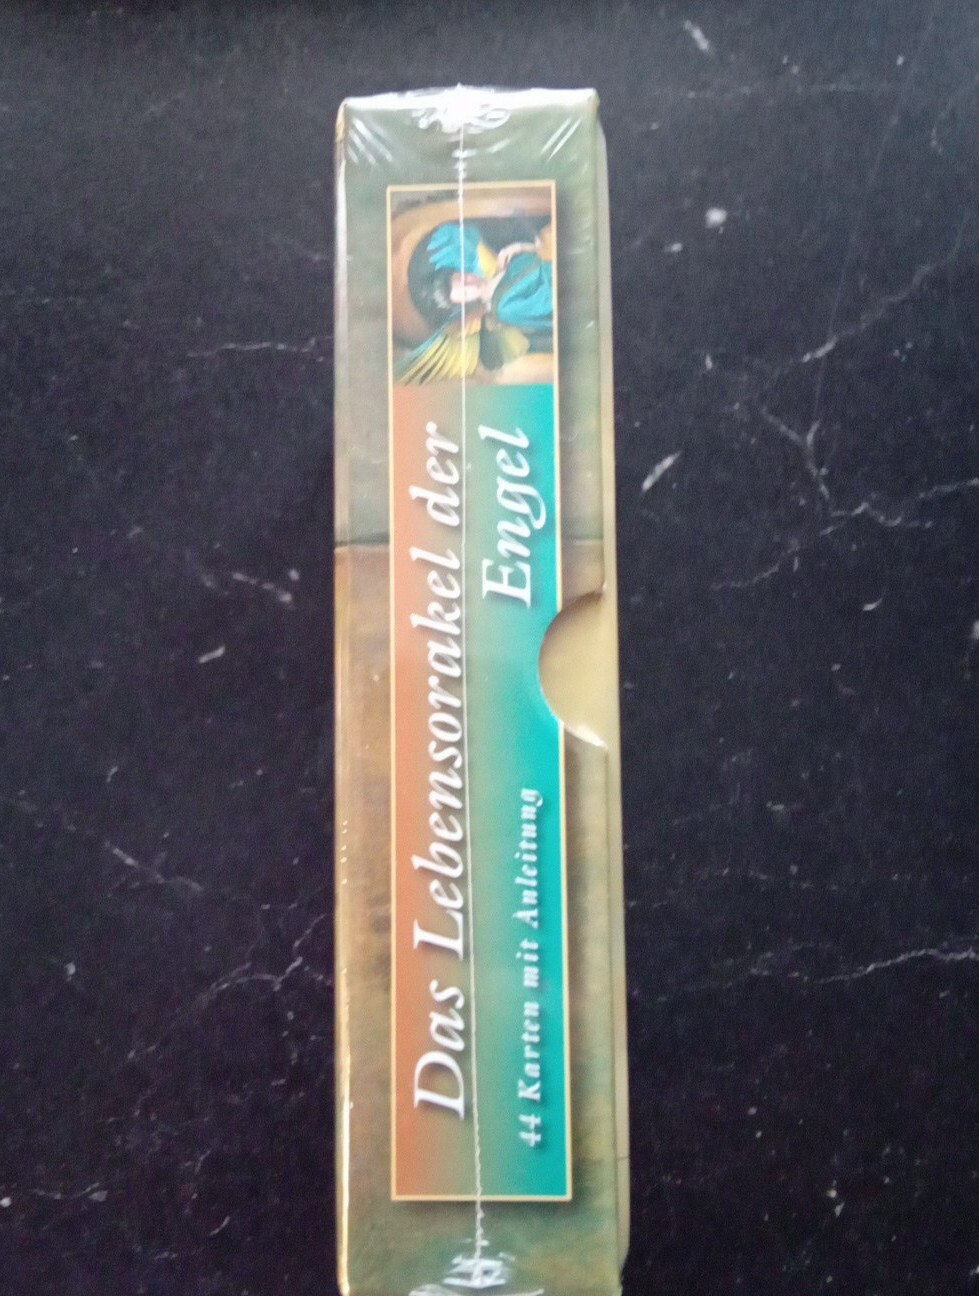 Das Lebensorakel der
Engel
44 Karten mit Anleitung